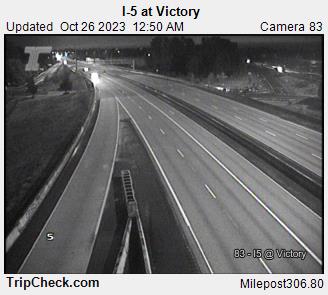 I-5 at Victory
Updated Oct 26 2023 12:50 AM Camera 83
T
S
83 - I5 @ Victory
TripCheck.com Milepost306.80